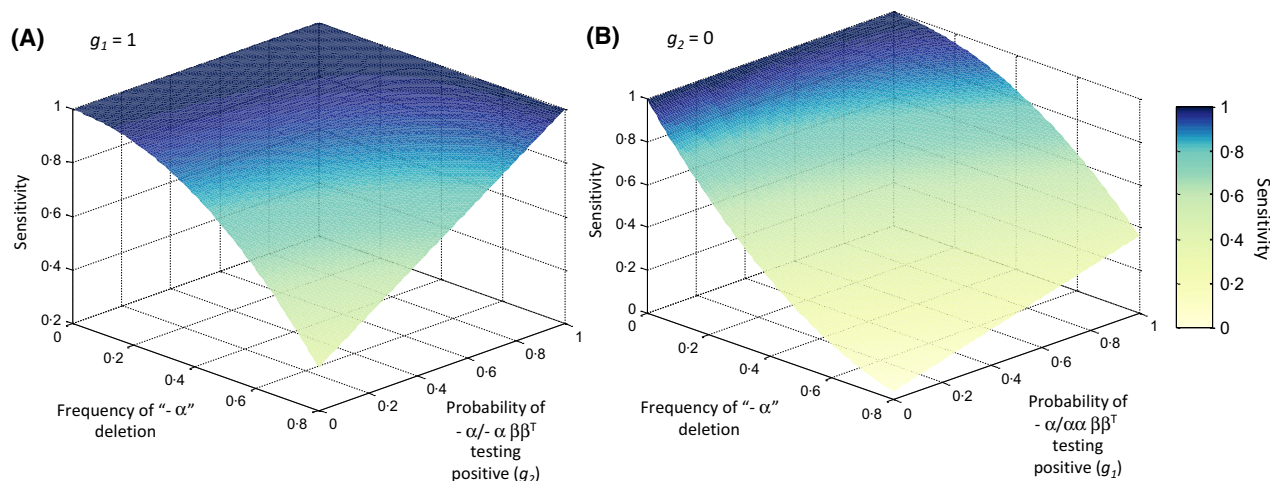 (A)
g1 = 1
Sensitivity
1
0·8
0·6
0·4
0·2
0
0·2
0·4
0·6
0·8
Frequency of “- α”
deletion
0
0·2
0·4
0·6
0·8
1
Probability of
- α/- α ββᵀ
testing
positive (g2)
(B)
g2 = 0
Sensitivity
1
0·8
0·6
0·4
0·2
0
0
0·2
0·4
0·6
0·8
Frequency of “- α”
deletion
0
0·2
0·4
0·6
0·8
1
Probability of
- α/αα ββᵀ
testing
positive (g1)
1
0·8
0·6
0·4
0·2
0
Sensitivity